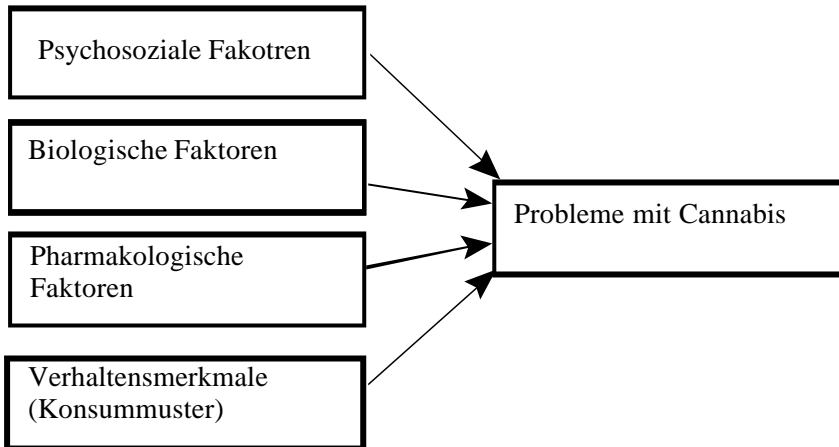 Psychosoziale Fakotren
Biologische Faktoren
Probleme mit Cannabis
Pharmakologische
Faktoren
Verhaltensmerkmale
(Konsummuster)